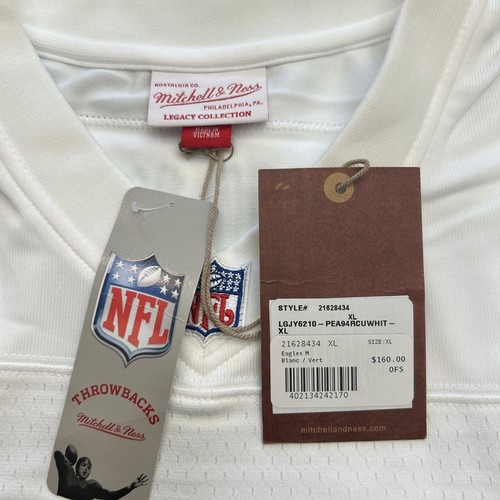 NOSTALGIA CO.
Mitchell & Ness
PHILADELPHIA, PA.
LEGACY COLLECTION
MADE IN
VIETNAM
NFL
NFL
THROWBACKS
Mitchell & Ness
STYLE# 21628434
XL
LGJY6210-PEA94RCUWHIT-
XL
21628434 XL SIZE:XL
Eagles M
Blanc / Vert $160.00
OFS
402134242170
mitchellandness.com